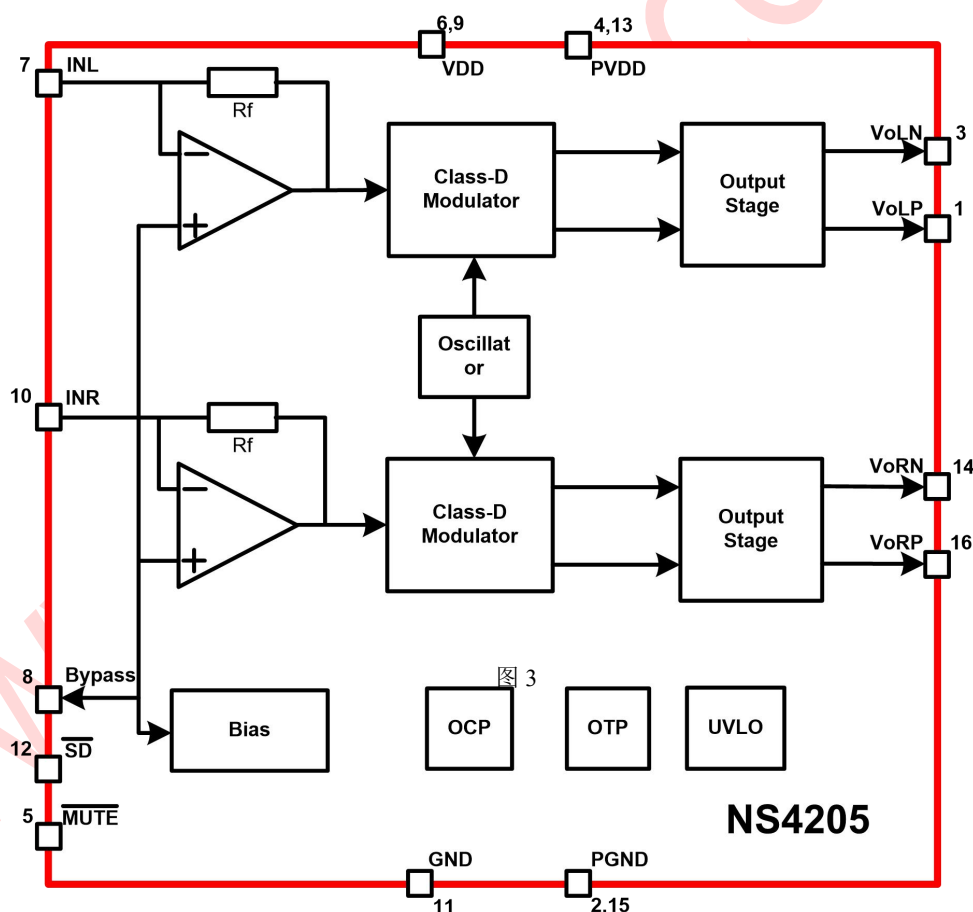 6,9
4,13
VDD
PVDD
7
INL
Rf
Class-D
Modulator
Output
Stage
VoLN
3
VoLP
1
Oscillat
or
10
INR
Rf
Class-D
Modulator
Output
Stage
VoRN
14
VoRP
16
8
Bypass
图 3
Bias
OCP
OTP
UVLO
12
SD
5
MUTE
NS4205
GND
PGND
11
2,15